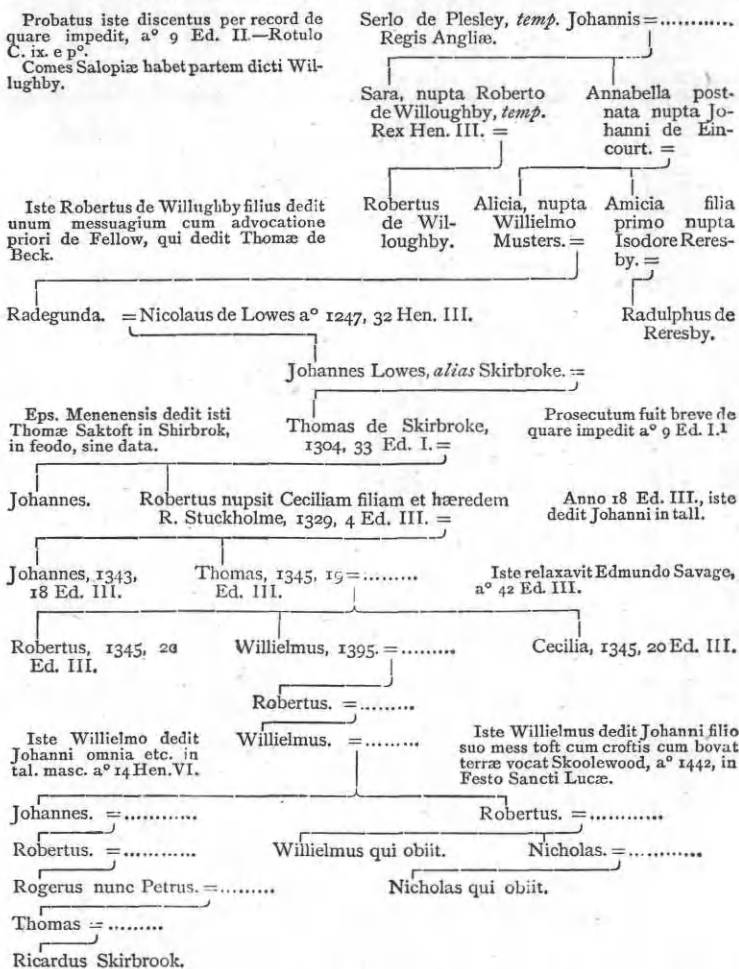 Probatus iste discentus per record de
quare impedit, aº 9 Ed. II.—Rotulo
C. ix. e pº.
Comes Salopiæ habet partem dicti Wil-
lughby.
Serlo de Plesley, temp. Johannis = ............
Regis Angliæ.
Sara, nupta Roberto
de Willoughby, temp.
Rex Hen. III. =
Annabella post-
nata nupta Jo-
hanni de Ein-
court. =
Iste Robertus de Willughby filius dedit
unum messuagium cum advocatione
priori de Fellow, qui dedit Thomæ de
Beck.
Robertus
de Wil-
loughby.
Alicia, nupta
Willielmo
Musters. =
Amicia filia
primo nupta
Isodore Reres-
by. =
Radegunda. = Nicolaus de Lowes aº 1247, 32 Hen. III.
Radulphus de
Reresby.
Johannes Lowes, alias Skirbroke. =
Eps. Menenensis dedit isti
Thomæ Saktoft in Shirbrok,
in feodo, sine data.
Thomas de Skirbroke,
1304, 33 Ed. I. =
Prosecutum fuit breve de
quare impedit aº 9 Ed. I.¹
Johannes.
Robertus nupsit Ceciliam filiam et hæredem
R. Stuckholme, 1329, 4 Ed. III. =
Anno 18 Ed. III., iste
dedit Johanni in tall.
Johannes, 1343,
18 Ed. III.
Thomas, 1345, 19 = .........
Ed. III.
Iste relaxavit Edmundo Savage,
aº 42 Ed. III.
Robertus, 1345, 20
Ed. III.
Willielmus, 1395. = .........
Cecilia, 1345, 20 Ed. III.
Robertus. = .........
Iste Willielmo dedit
Johanni omnia etc. in
tal. masc. aº 14 Hen. VI.
Willielmus. = .........
Iste Willielmus dedit Johanni filio
suo mess toft cum croftis cum bovat
terræ vocat Skoolewood, aº 1442, in
Festo Sancti Lucæ.
Johannes. = ............
Robertus. = ............
Robertus. = .........
Willielmus qui obiit.
Nicholas. = ............
Rogerus nunc Petrus. = .........
Nicholas qui obiit.
Thomas = .........
Ricardus Skirbrook.